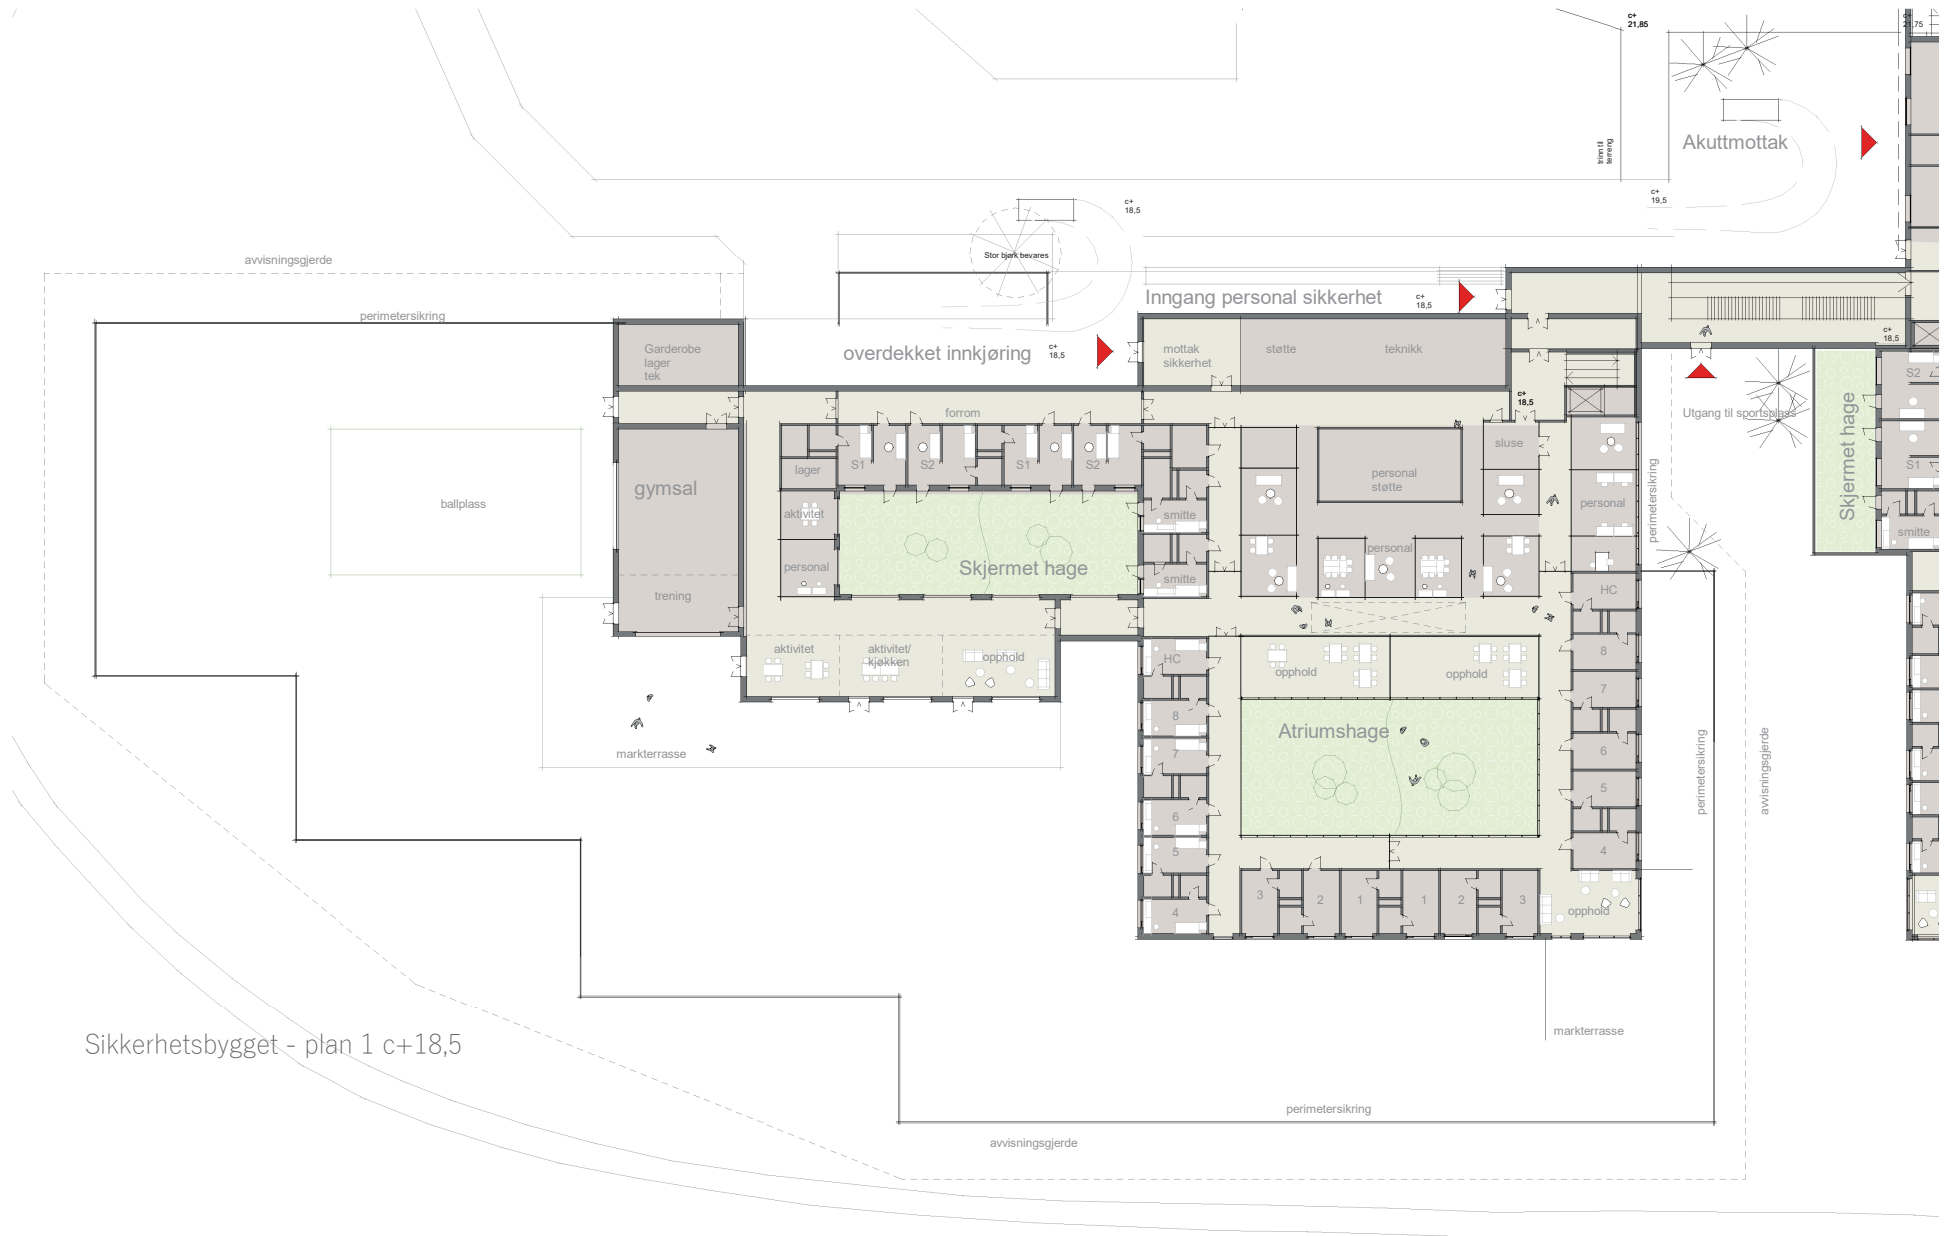 c+
21,85
c+
21,75
Akuttmottak
trinn til
terreng
c+
19,5
c+
18,5
Stor bjørk bevares
avvisningsgjerde
perimetersikring
Inngang personal sikkerhet
c+
18,5
overdekket innkjøring
c+
18,5
mottak
sikkerhet
støtte
teknikk
c+
18,5
Garderobe
lager
tek
c+
18,5
forrom
sluse
Utgang til sportsplass
Skjermet hage
S2
S1
smitte
gymsal
trening
ballplass
lager
S1
S2
S1
S2
aktivitet
personal
Skjermet hage
smitte
smitte
personal
støtte
personal
personal
perimetersikring
HC
8
7
6
5
4
aktivitet
aktivitet/
kjøkken
opphold
HC
8
7
6
5
4
opphold
opphold
Atriumshage
markterrasse
perimetersikring
avvisningsgjerde
3
2
1
1
2
3
opphold
markterrasse
Sikkerhetsbygget - plan 1 c+18,5
perimetersikring
avvisningsgjerde